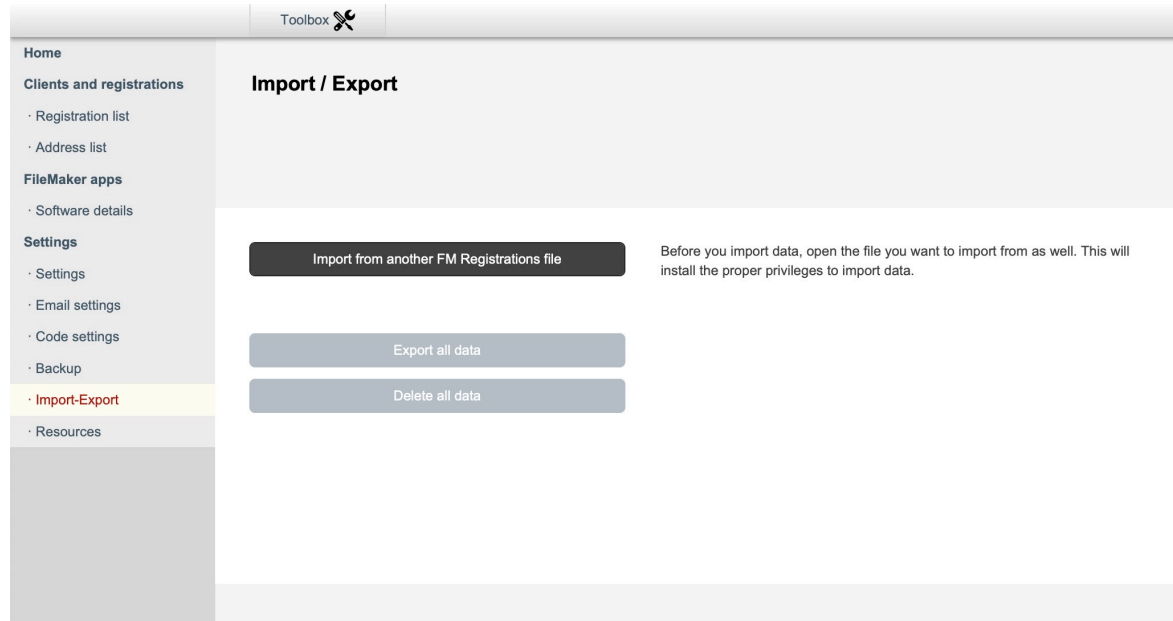 Toolbox
Home
Clients and registrations
· Registration list
· Address list
FileMaker apps
· Software details
Settings
· Settings
· Email settings
· Code settings
· Backup
· Import-Export
· Resources
Import / Export
Import from another FM Registrations file
Before you import data, open the file you want to import from as well. This will
install the proper privileges to import data.
Export all data
Delete all data